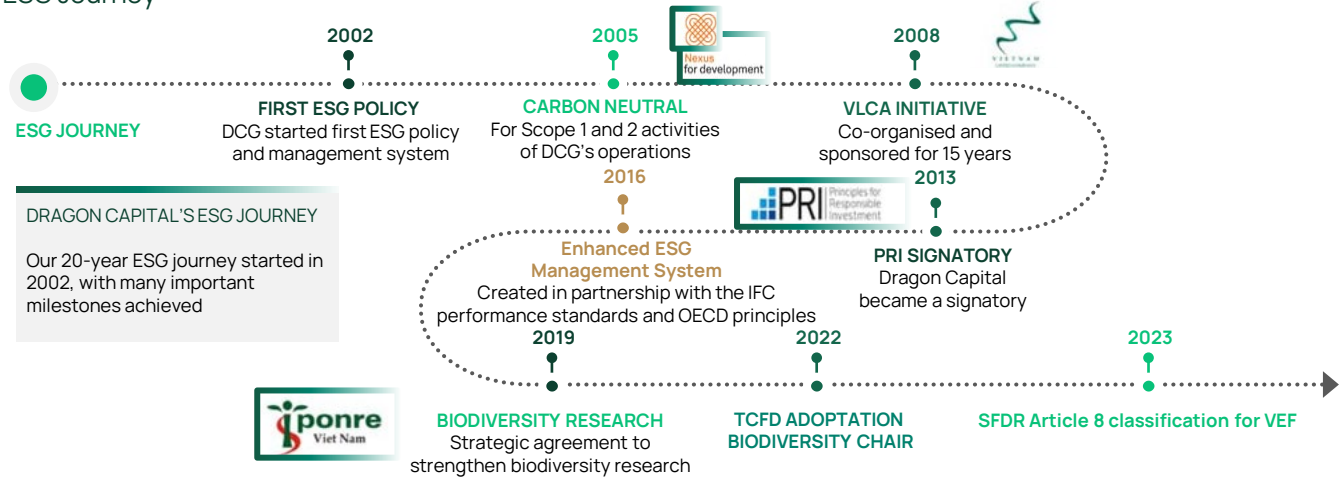 ESG Journey
2002
2005
2008
Nexus
for development
VIETNAM
FIRST ESG POLICY
DCG started first ESG policy
and management system
CARBON NEUTRAL
For Scope 1 and 2 activities
of DCG's operations
VLCA INITIATIVE
Co-organised and
sponsored for 15 years
ESG JOURNEY
2016
2013
PRI
Principles for
Responsible
Investment
DRAGON CAPITAL'S ESG JOURNEY
Our 20-year ESG journey started in
2002, with many important
milestones achieved
Enhanced ESG
Management System
Created in partnership with the IFC
performance standards and OECD principles
PRI SIGNATORY
Dragon Capital
became a signatory
2019
2022
2023
iponre
Viet Nam
BIODIVERSITY RESEARCH
Strategic agreement to
strengthen biodiversity research
TCFD ADOPTATION
BIODIVERSITY CHAIR
SFDR Article 8 classification for VEF